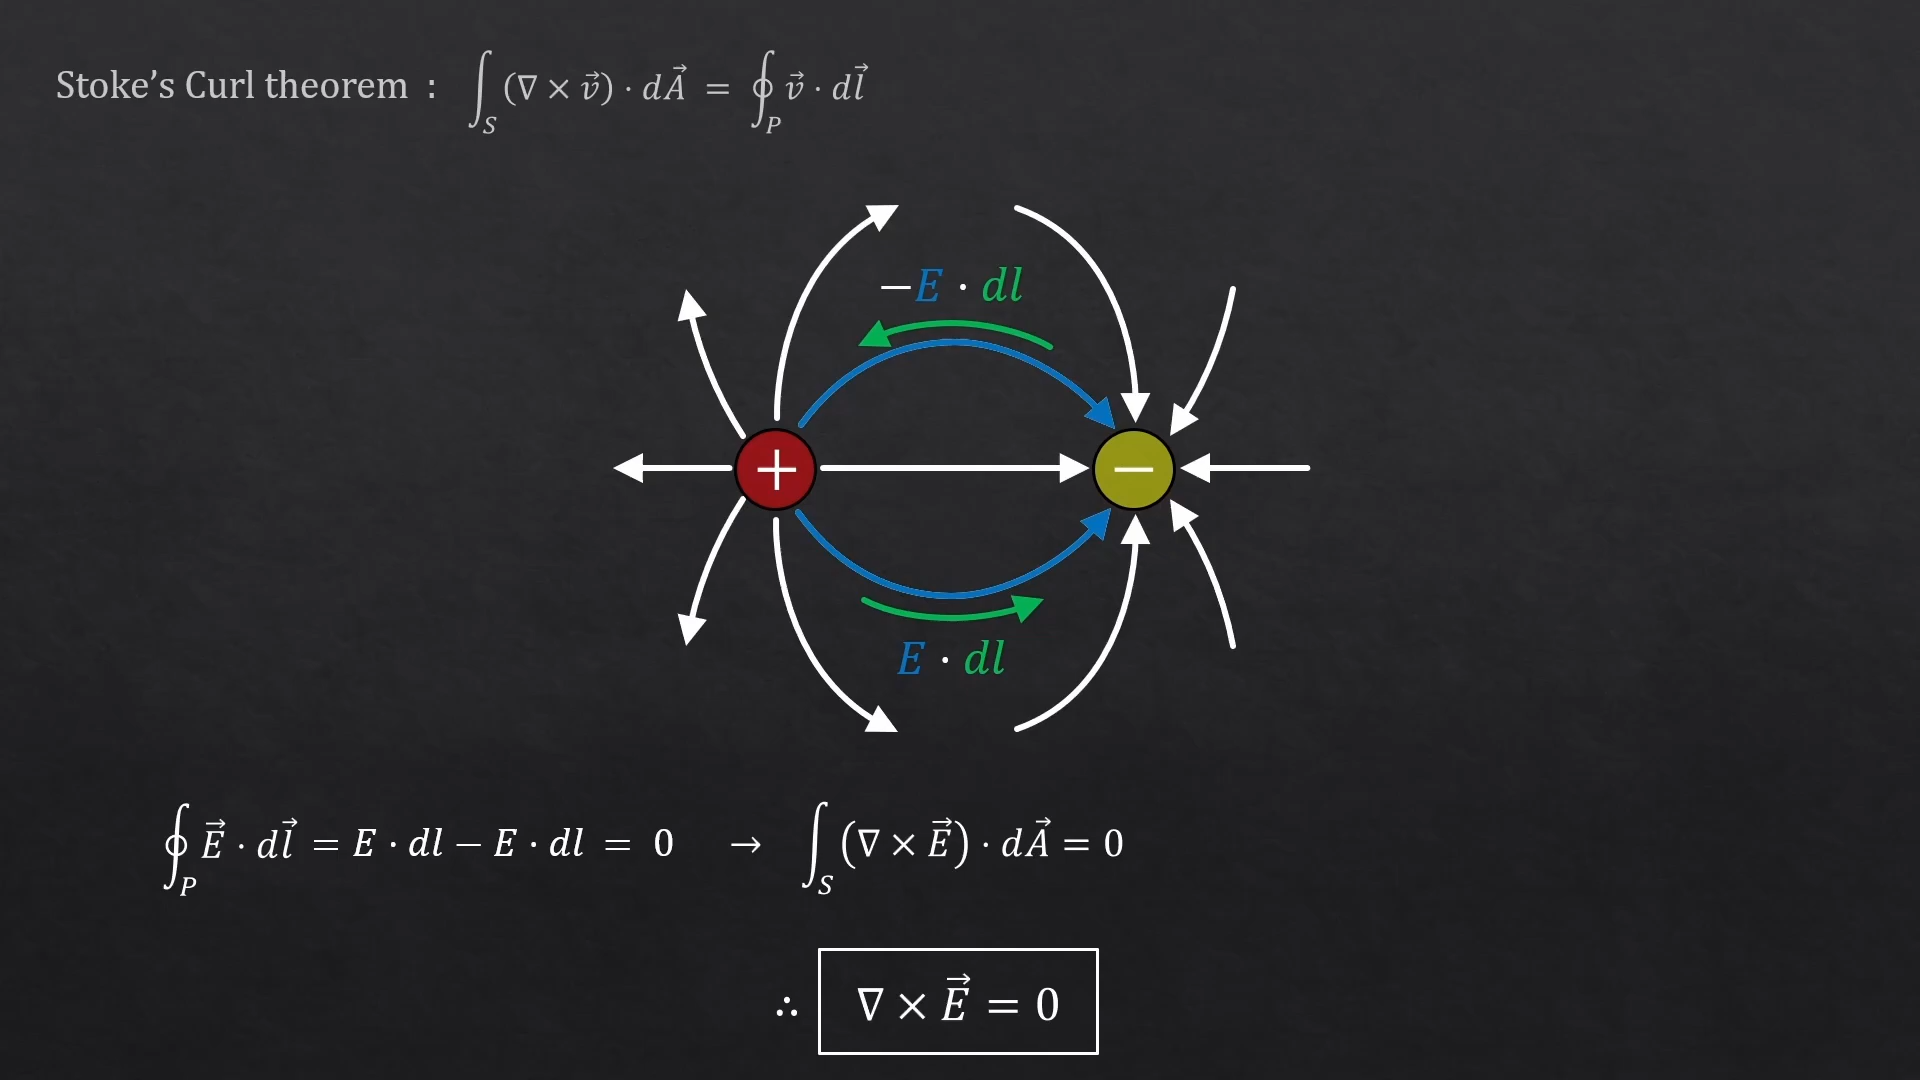 Stoke’s Curl theorem : ∫_S (∇ × v⃗) · dA⃗ = ∮_P v⃗ · dl⃗
−E · dl
+ −
E · dl
∮_P E⃗ · dl⃗ = E · dl − E · dl = 0 → ∫_S (∇ × E⃗) · dA⃗ = 0
∴ ∇ × E⃗ = 0